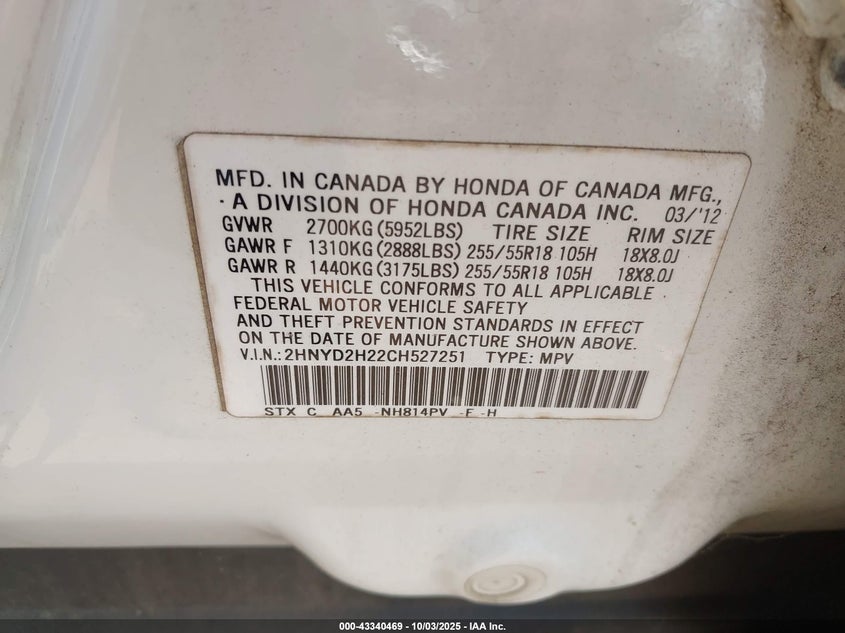 MFD. IN CANADA BY HONDA OF CANADA MFG.,
A DIVISION OF HONDA CANADA INC. 03/'12
GVWR 2700KG(5952LBS) TIRE SIZE RIM SIZE
GAWR F 1310KG(2888LBS) 255/55R18 105H 18X8.0J
GAWR R 1440KG(3175LBS) 255/55R18 105H 18X8.0J
THIS VEHICLE CONFORMS TO ALL APPLICABLE
FEDERAL MOTOR VEHICLE SAFETY
AND THEFT PREVENTION STANDARDS IN EFFECT
ON THE DATE OF MANUFACTURE SHOWN ABOVE.
V.I.N.: 2HNYD2H22CH527251 TYPE: MPV
STX C AA5 -NH814PV -F -H
000-43340469 - 10/03/2025 - IAA Inc.